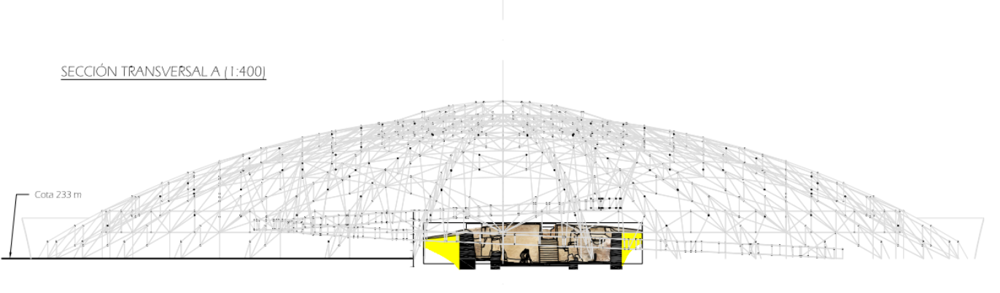 SECCIÓN TRANSVERSAL A (1:400)
Cota 233 m